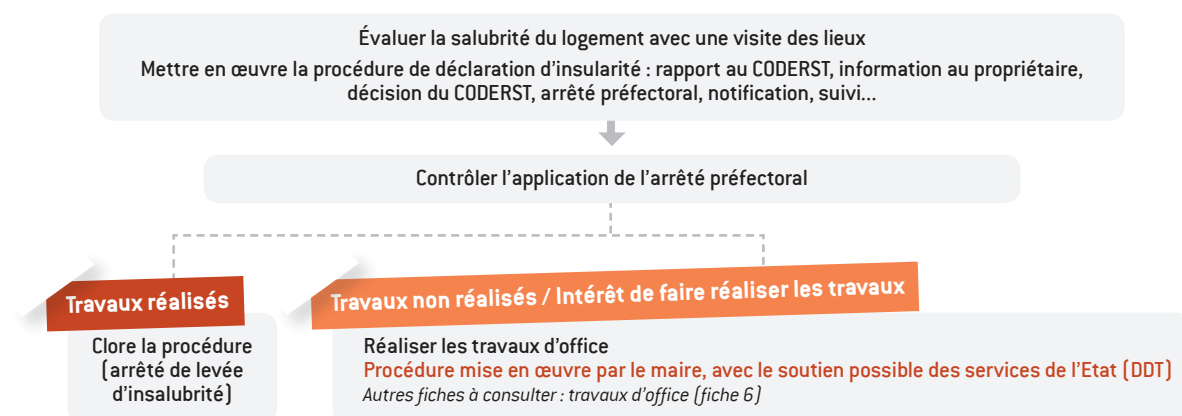 Évaluer la salubrité du logement avec une visite des lieux
Mettre en œuvre la procédure de déclaration d'insularité : rapport au CODERST, information au propriétaire,
décision du CODERST, arrêté préfectoral, notification, suivi...
Contrôler l'application de l'arrêté préfectoral
Travaux réalisés
Clore la procédure
(arrêté de levée
d'insalubrité)
Travaux non réalisés / Intérêt de faire réaliser les travaux
Réaliser les travaux d'office
Procédure mise en œuvre par le maire, avec le soutien possible des services de l'Etat (DDT)
Autres fiches à consulter : travaux d'office (fiche 6)